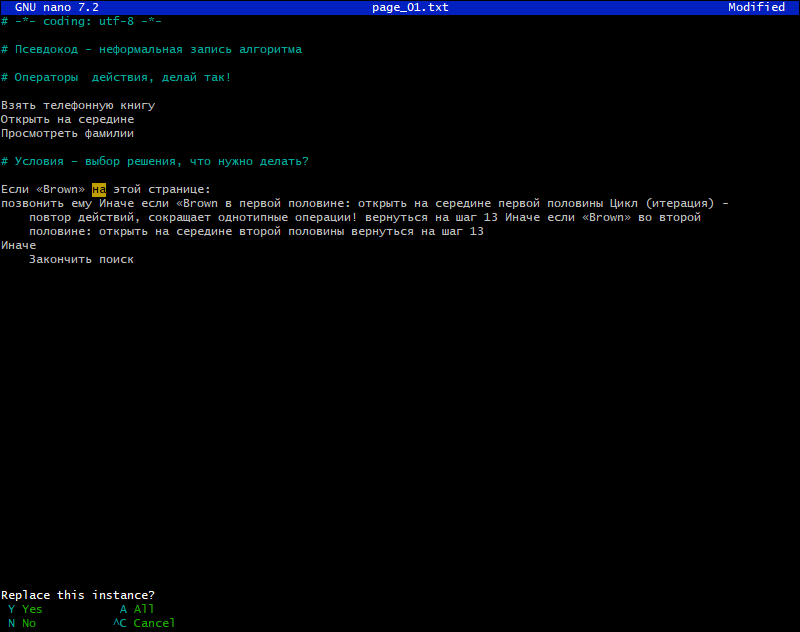 GNU nano 7.2 page_01.txt Modified
# -*- coding: utf-8 -*-
# Псевдокод - неформальная запись алгоритма
# Операторы  действия, делай так!
Взять телефонную книгу
Открыть на середине
Просмотреть фамилии
# Условия - выбор решения, что нужно делать?
Если «Brown» на этой странице:
позвонить ему Иначе если «Brown в первой половине: открыть на середине первой половины Цикл (итерация) -
повтор действий, сокращает однотипные операции! вернуться на шаг 13 Иначе если «Brown» во второй
половине: открыть на середине второй половины вернуться на шаг 13
Иначе
Закончить поиск
Replace this instance?
Y Yes A All
N No ^C Cancel